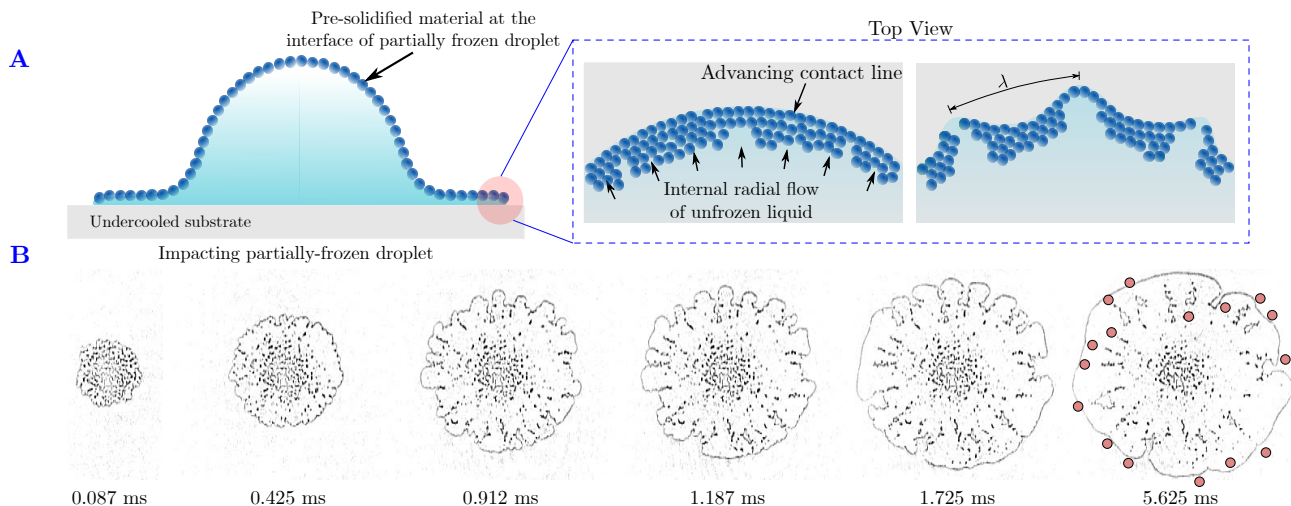 A
Pre-solidified material at the
interface of partially frozen droplet
Undercooled substrate
Impacting partially-frozen droplet
Top View
Advancing contact line
Internal radial flow
of unfrozen liquid
λ
B
0.087 ms
0.425 ms
0.912 ms
1.187 ms
1.725 ms
5.625 ms